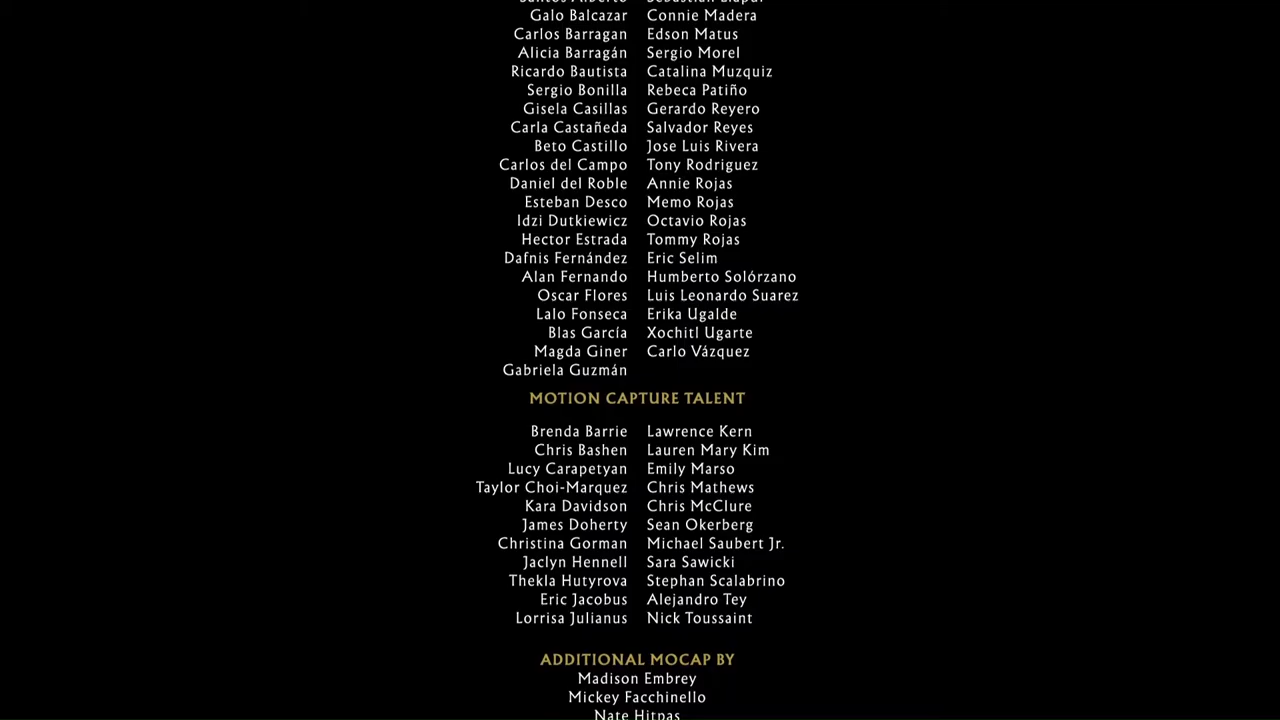 Galo Balcazar Connie Madera
Carlos Barragan Edson Matus
Alicia Barragán Sergio Morel
Ricardo Bautista Catalina Muzquiz
Sergio Bonilla Rebeca Patiño
Gisela Casillas Gerardo Reyero
Carla Castañeda Salvador Reyes
Beto Castillo Jose Luis Rivera
Carlos del Campo Tony Rodriguez
Daniel del Roble Annie Rojas
Esteban Desco Memo Rojas
Idzi Dutkiewicz Octavio Rojas
Hector Estrada Tommy Rojas
Dafnis Fernández Eric Selim
Alan Fernando Humberto Solórzano
Oscar Flores Luis Leonardo Suarez
Lalo Fonseca Erika Ugalde
Blas García Xochitl Ugarte
Magda Giner Carlo Vázquez
Gabriela Guzmán
MOTION CAPTURE TALENT
Brenda Barrie Lawrence Kern
Chris Bashen Lauren Mary Kim
Lucy Carapetyan Emily Marso
Taylor Choi-Marquez Chris Mathews
Kara Davidson Chris McClure
James Doherty Sean Okerberg
Christina Gorman Michael Saubert Jr.
Jaclyn Hennell Sara Sawicki
Thekla Hutyrova Stephan Scalabrino
Eric Jacobus Alejandro Tey
Lorrisa Julianus Nick Toussaint
ADDITIONAL MOCAP BY
Madison Embrey
Mickey Facchinello
Nate Hitpas